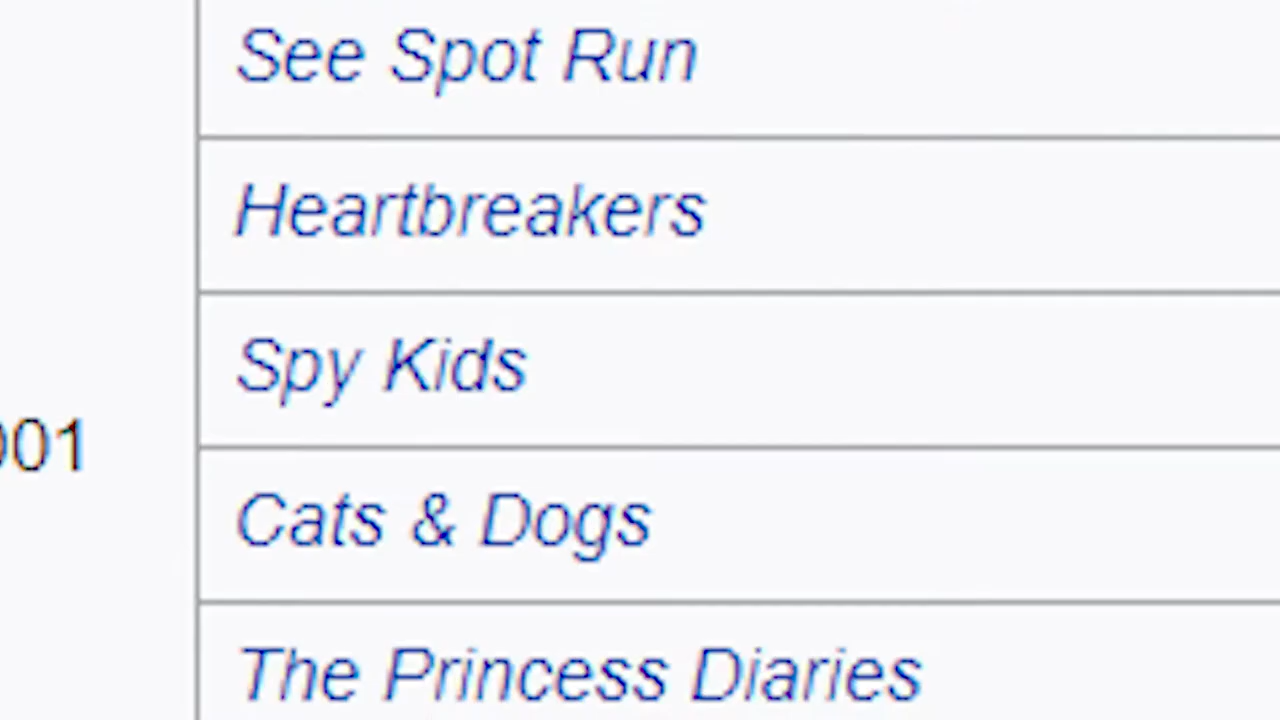 See Spot Run
Heartbreakers
Spy Kids
001
Cats & Dogs
The Princess Diaries